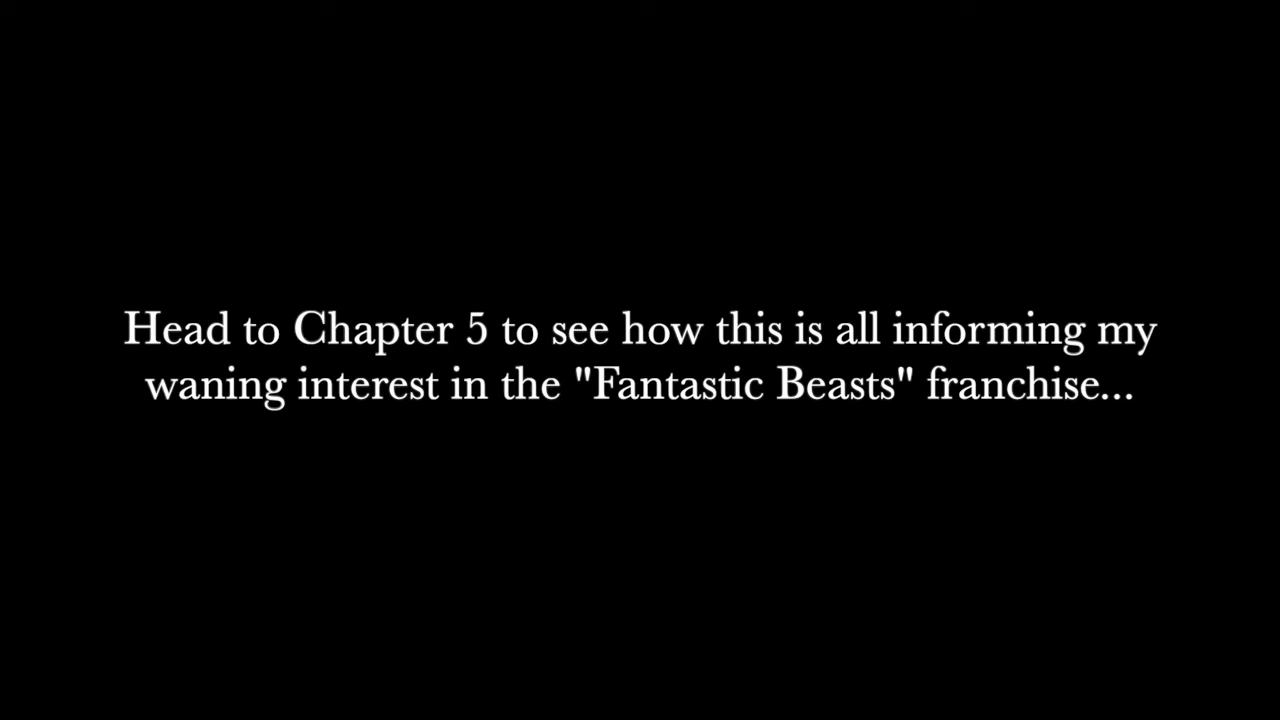 Head to Chapter 5 to see how this is all informing my
waning interest in the "Fantastic Beasts" franchise...